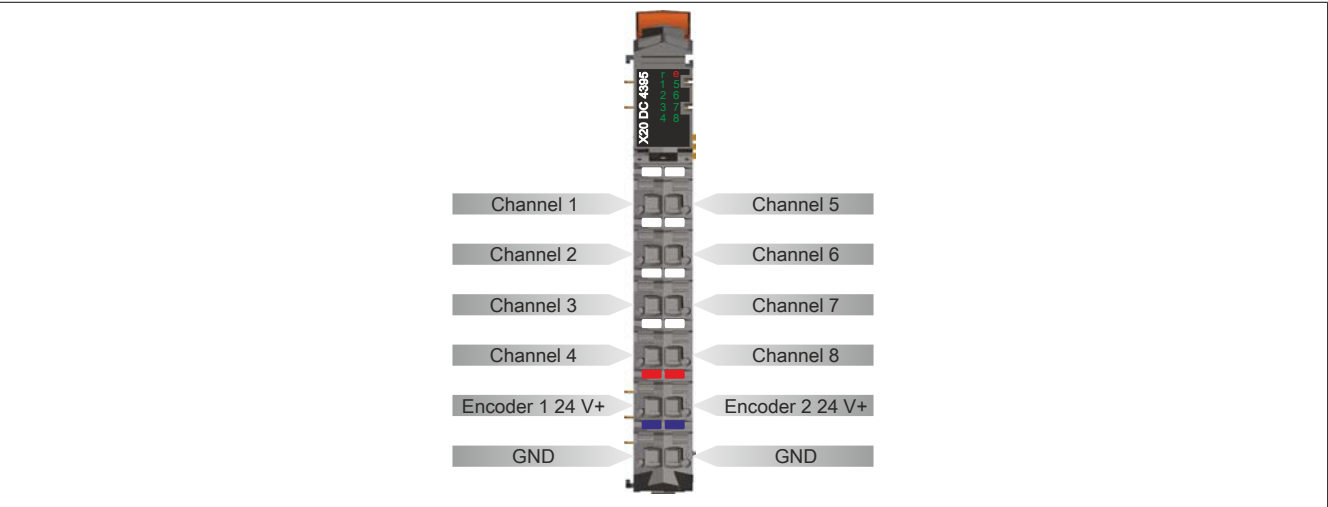 X20 DC 4395
r e
1 5
2 6
3 7
4 8
Channel 1 Channel 5
Channel 2 Channel 6
Channel 3 Channel 7
Channel 4 Channel 8
Encoder 1 24 V+ Encoder 2 24 V+
GND GND